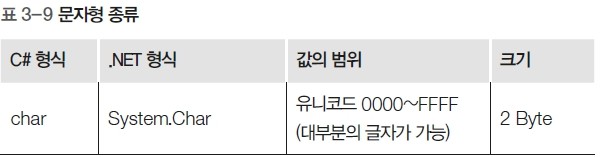 표 3-9 문자형 종류
C# 형식 .NET 형식 값의 범위 크기
char System.Char 유니코드 0000~FFFF 2 Byte
(대부분의 글자가 가능)